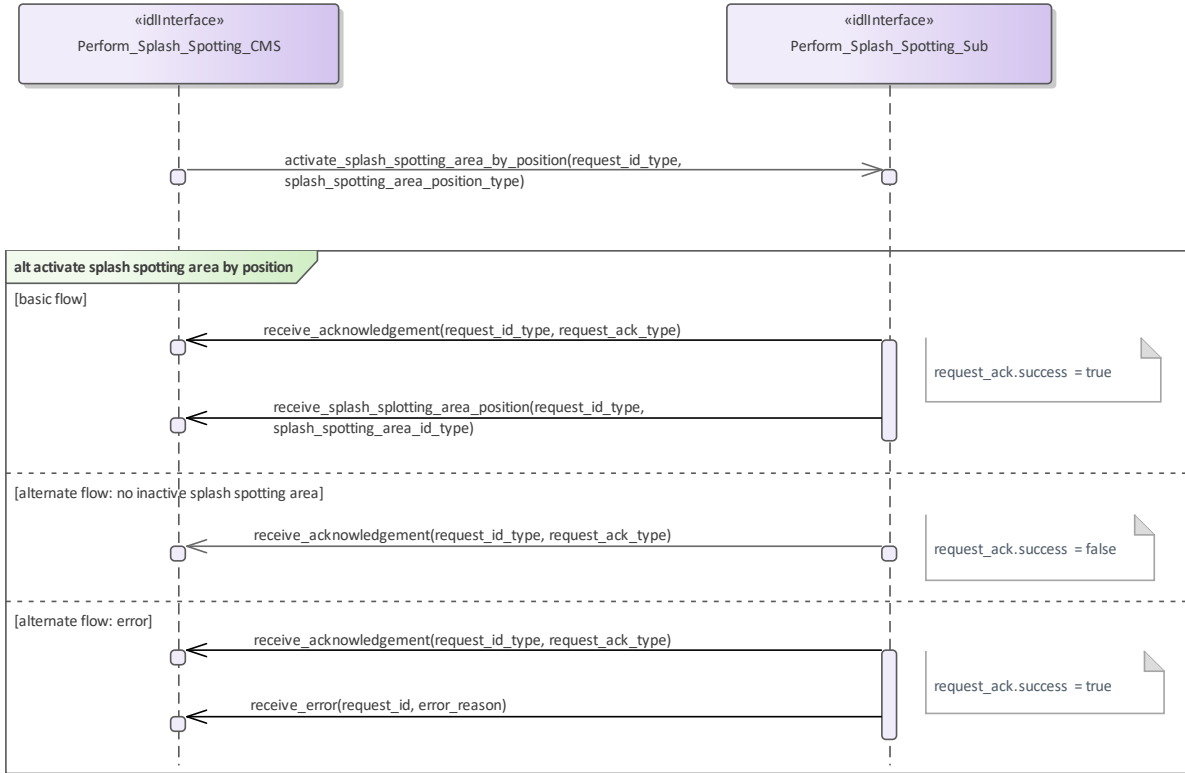 «idlInterface»
Perform_Splash_Spotting_CMS
«idlInterface»
Perform_Splash_Spotting_Sub
activate_splash_spotting_area_by_position(request_id_type,
splash_spotting_area_position_type)
alt activate splash spotting area by position
[basic flow]
receive_acknowledgement(request_id_type, request_ack_type)
request_ack.success = true
receive_splash_splotting_area_position(request_id_type,
splash_spotting_area_id_type)
[alternate flow: no inactive splash spotting area]
receive_acknowledgement(request_id_type, request_ack_type)
request_ack.success = false
[alternate flow: error]
receive_acknowledgement(request_id_type, request_ack_type)
request_ack.success = true
receive_error(request_id, error_reason)